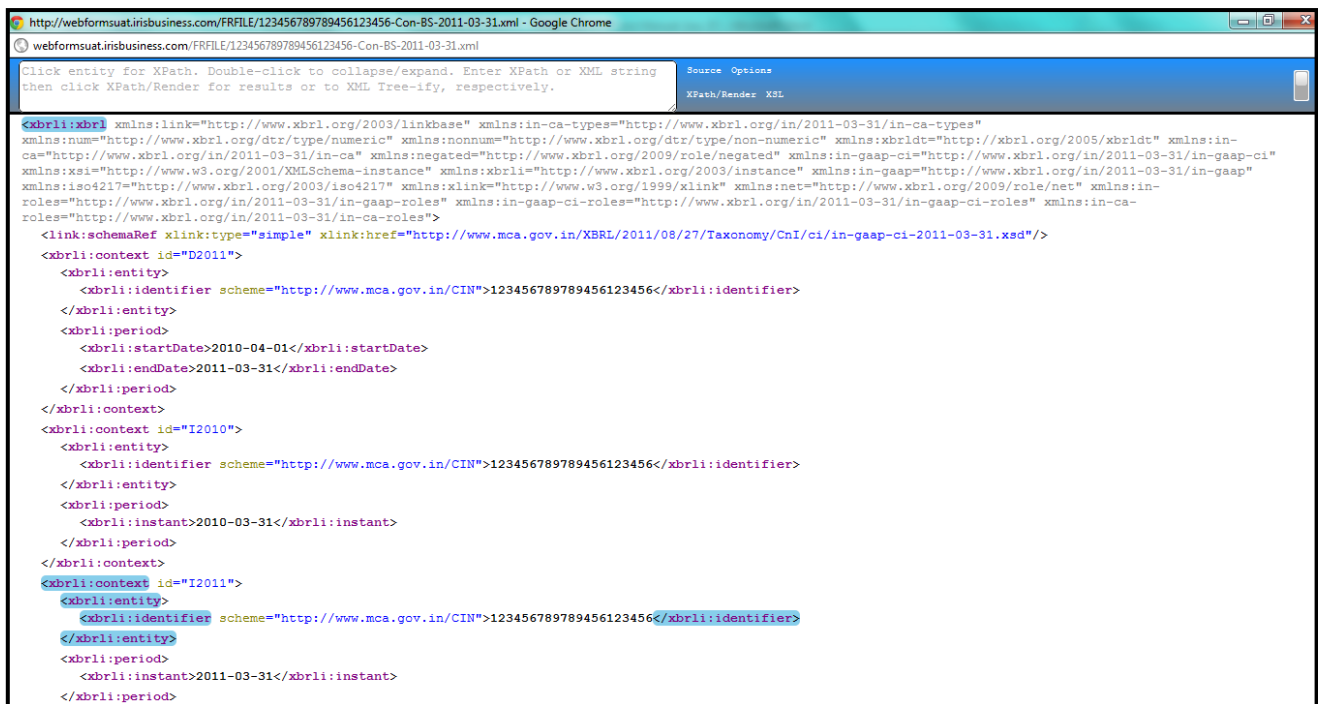 http://webformsuat.irisbusiness.com/FRFILE/123456789789456123456-Con-BS-2011-03-31.xml - Google Chrome
webformsuat.irisbusiness.com/FRFILE/123456789789456123456-Con-BS-2011-03-31.xml
Click entity for XPath. Double-click to collapse/expand. Enter XPath or XML string
then click XPath/Render for results or to XML Tree-ify, respectively.
Source Options
XPath/Render XSL
<xbrli:xbrl xmlns:link="http://www.xbrl.org/2003/linkbase" xmlns:in-ca-types="http://www.xbrl.org/in/2011-03-31/in-ca-types"
xmlns:num="http://www.xbrl.org/dtr/type/numeric" xmlns:nonnum="http://www.xbrl.org/dtr/type/non-numeric" xmlns:xbrldt="http://xbrl.org/2005/xbrldt" xmlns:in-
ca="http://www.xbrl.org/in/2011-03-31/in-ca" xmlns:negated="http://www.xbrl.org/2009/role/negated" xmlns:in-gaap-ci="http://www.xbrl.org/in/2011-03-31/in-gaap-ci"
xmlns:xsi="http://www.w3.org/2001/XMLSchema-instance" xmlns:xbrli="http://www.xbrl.org/2003/instance" xmlns:in-gaap="http://www.xbrl.org/in/2011-03-31/in-gaap"
xmlns:iso4217="http://www.xbrl.org/2003/iso4217" xmlns:xlink="http://www.w3.org/1999/xlink" xmlns:net="http://www.xbrl.org/2009/role/net" xmlns:in-
roles="http://www.xbrl.org/in/2011-03-31/in-gaap-roles" xmlns:in-gaap-ci-roles="http://www.xbrl.org/in/2011-03-31/in-gaap-ci-roles" xmlns:in-ca-
roles="http://www.xbrl.org/in/2011-03-31/in-ca-roles">
<link:schemaRef xlink:type="simple" xlink:href="http://www.mca.gov.in/XBRL/2011/08/27/Taxonomy/CnI/ci/in-gaap-ci-2011-03-31.xsd"/>
<xbrli:context id="D2011">
<xbrli:entity>
<xbrli:identifier scheme="http://www.mca.gov.in/CIN">123456789789456123456</xbrli:identifier>
</xbrli:entity>
<xbrli:period>
<xbrli:startDate>2010-04-01</xbrli:startDate>
<xbrli:endDate>2011-03-31</xbrli:endDate>
</xbrli:period>
</xbrli:context>
<xbrli:context id="I2010">
<xbrli:entity>
<xbrli:identifier scheme="http://www.mca.gov.in/CIN">123456789789456123456</xbrli:identifier>
</xbrli:entity>
<xbrli:period>
<xbrli:instant>2010-03-31</xbrli:instant>
</xbrli:period>
</xbrli:context>
<xbrli:context id="I2011">
<xbrli:entity>
<xbrli:identifier scheme="http://www.mca.gov.in/CIN">123456789789456123456</xbrli:identifier>
</xbrli:entity>
<xbrli:period>
<xbrli:instant>2011-03-31</xbrli:instant>
</xbrli:period>